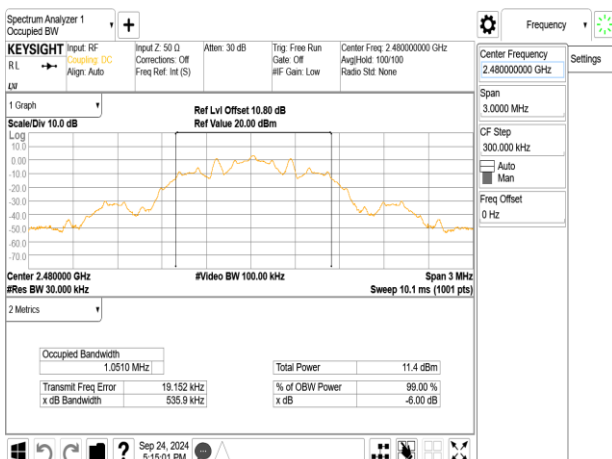 Spectrum Analyzer 1
Occupied BW
Frequency
KEYSIGHT
RL
LXI
Input: RF
Coupling: DC
Align: Auto
Input Z: 50 Ω
Corrections: Off
Freq Ref: Int (S)
Atten: 30 dB
Trig: Free Run
Gate: Off
#IF Gain: Low
Center Freq: 2.480000000 GHz
Avg|Hold: 100/100
Radio Std: None
Center Frequency
2.480000000 GHz
Settings
Span
3.0000 MHz
CF Step
300.000 kHz
Auto
Man
Freq Offset
0 Hz
1 Graph
Scale/Div 10.0 dB
Ref Lvl Offset 10.80 dB
Ref Value 20.00 dBm
Log
10.0
0.00
-10.0
-20.0
-30.0
-40.0
-50.0
-60.0
-70.0
Center 2.480000 GHz
#Video BW 100.00 kHz
Span 3 MHz
#Res BW 30.000 kHz
Sweep 10.1 ms (1001 pts)
2 Metrics
Occupied Bandwidth
1.0510 MHz
Total Power 11.4 dBm
Transmit Freq Error 19.152 kHz
% of OBW Power 99.00 %
x dB Bandwidth 535.9 kHz
x dB -6.00 dB
?
Sep 24, 2024
5:15:01 PM